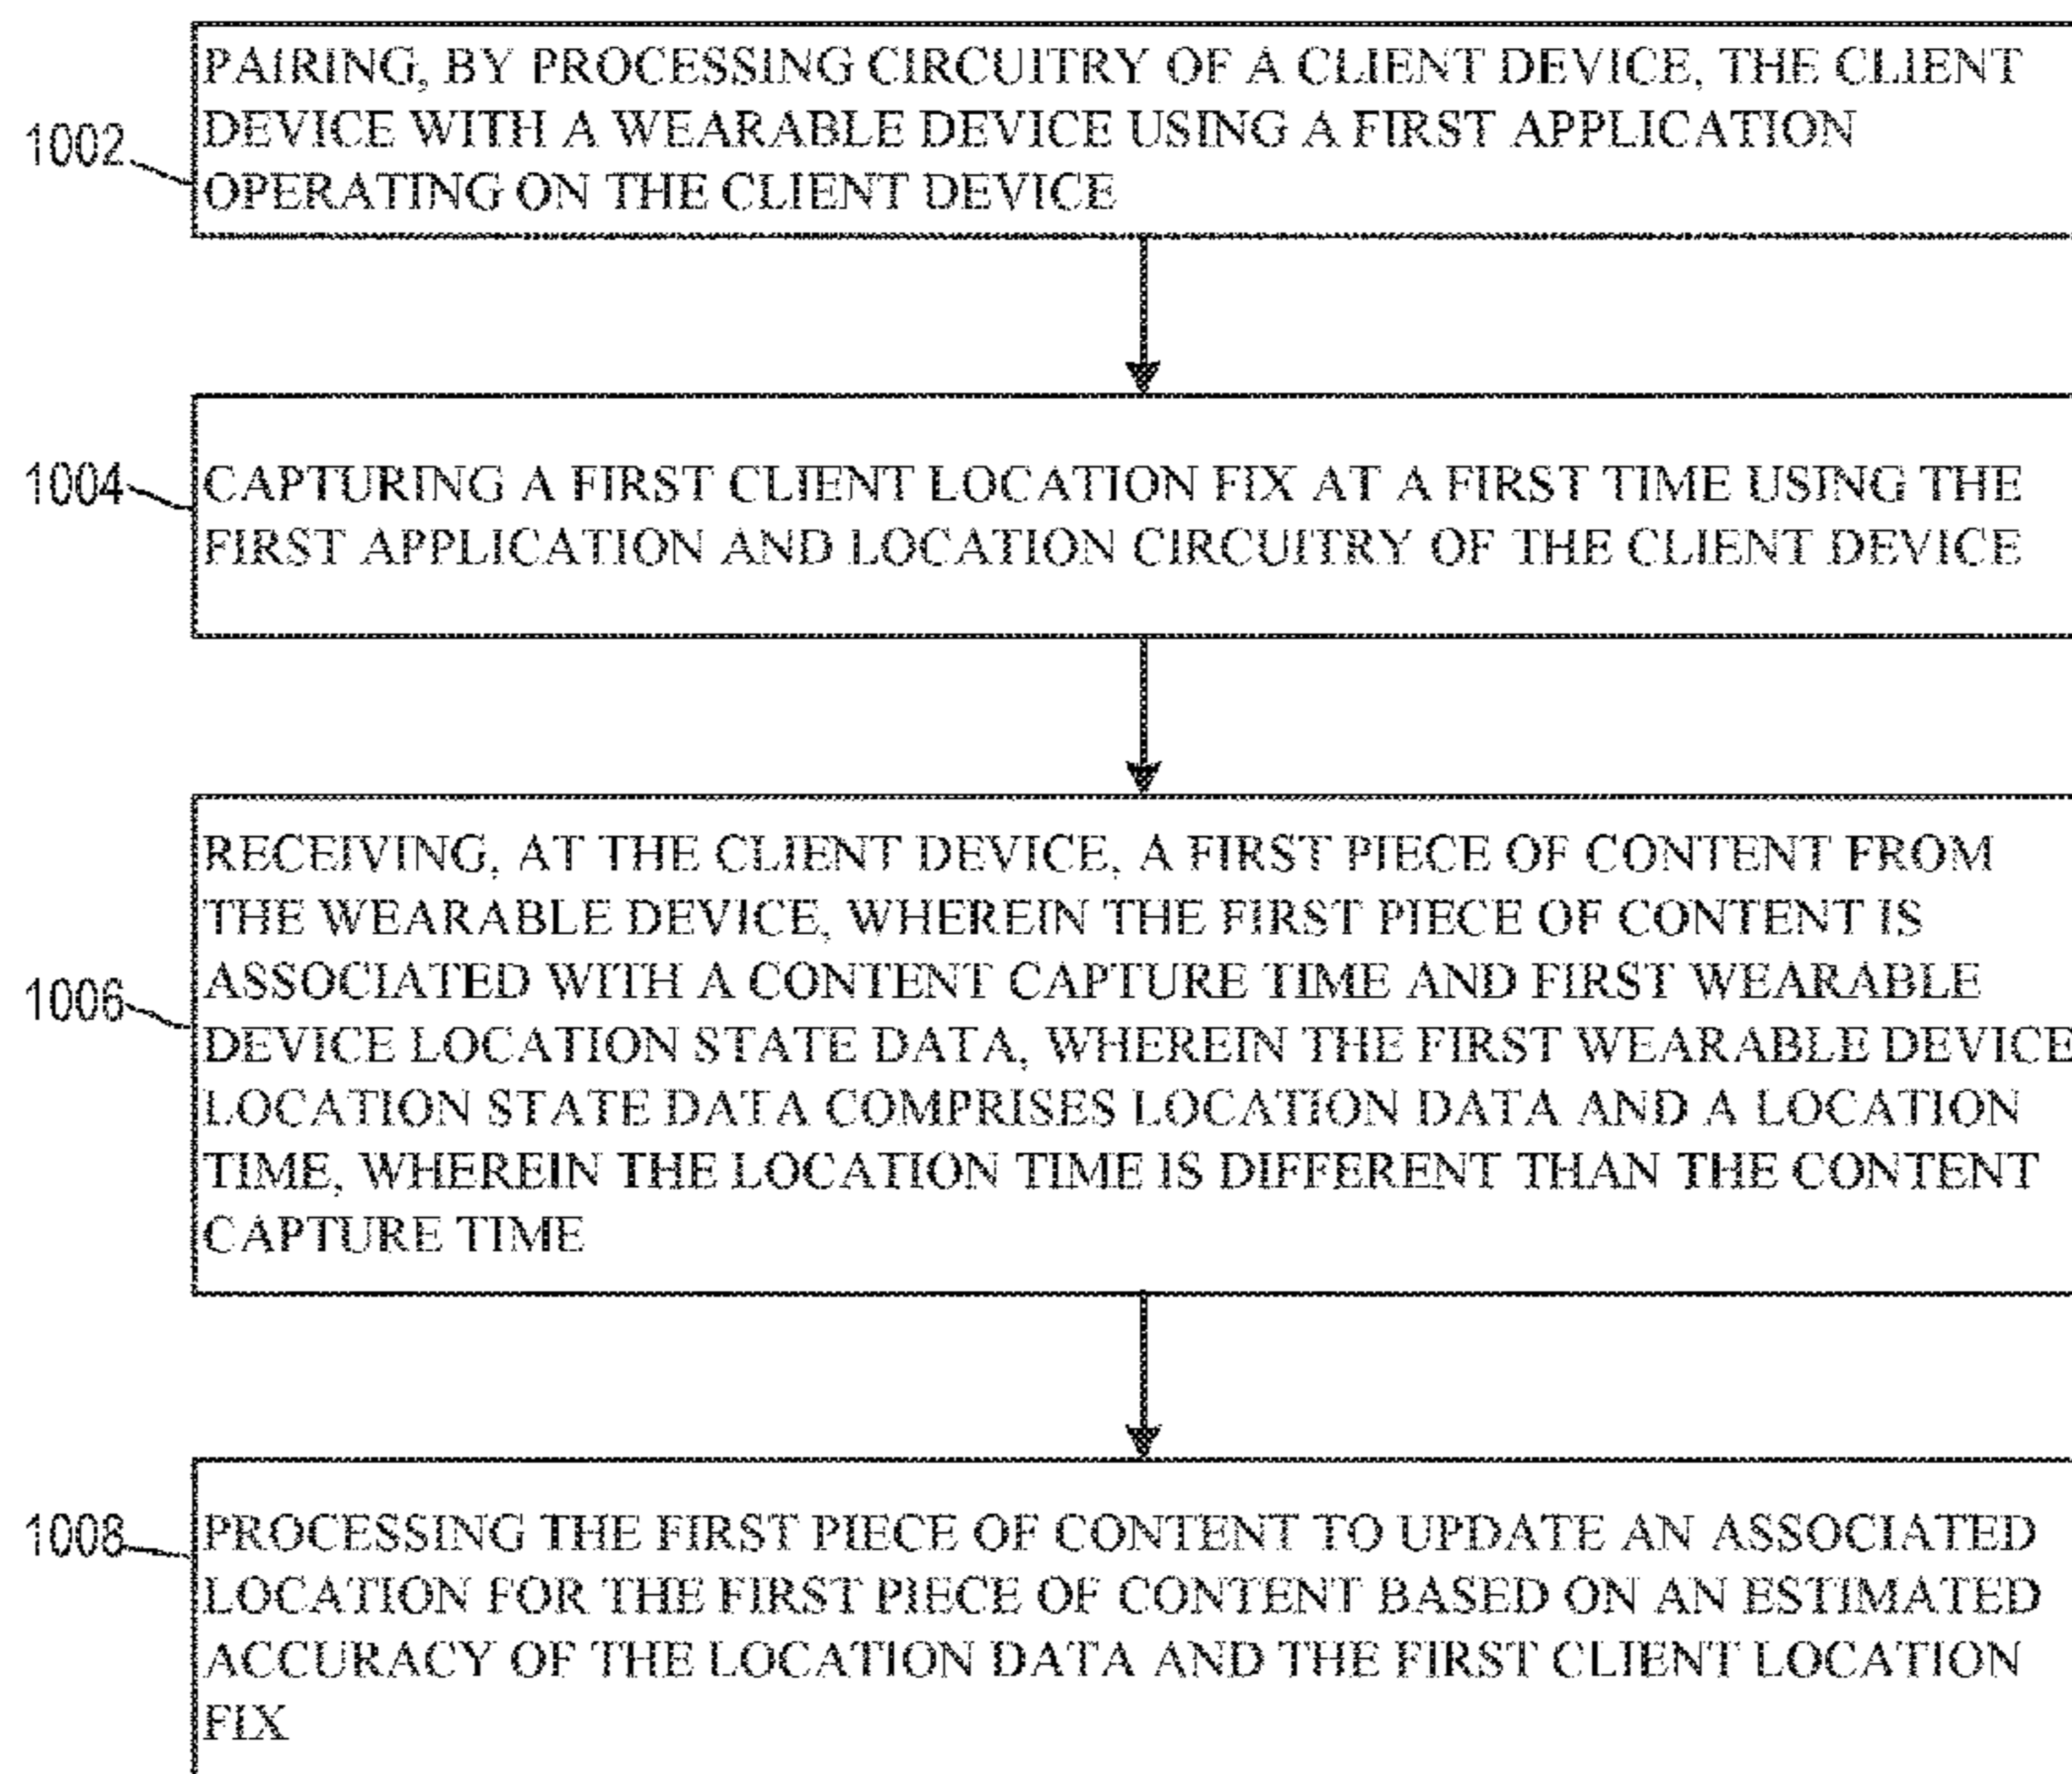 PAIRING, BY PROCESSING CIRCUITRY OF A CLIENT DEVICE, THE CLIENT
DEVICE WITH A WEARABLE DEVICE USING A FIRST APPLICATION
1002
OPERATING ON THE CLIENT DEVICE
1004
CAPTURING A FIRST CLIENT LOCATION FIX AT A FIRST TIME USING THE
FIRST APPLICATION AND LOCATION CIRCUITRY OF THE CLIENT DEVICE
RECEIVING, AT THE CLIENT DEVICE, A FIRST PIECE OF CONTENT FROM
THE WEARABLE DEVICE, WHEREIN THE FIRST PIECE OF CONTENT IS
ASSOCIATED WITH A CONTENT CAPTURE TIME AND FIRST WEARABLE
1006
DEVICE LOCATION STATE DATA, WHEREIN THE FIRST WEARABLE DEVICE
LOCATION STATE DATA COMPRISES LOCATION DATA AND A LOCATION
TIME, WHEREIN THE LOCATION TIME IS DIFFERENT THAN THE CONTENT
CAPTURE TIME
1008
PROCESSING THE FIRST PIECE OF CONTENT TO UPDATE AN ASSOCIATED
LOCATION FOR THE FIRST PIECE OF CONTENT BASED ON AN ESTIMATED
ACCURACY OF THE LOCATION DATA AND THE FIRST CLIENT LOCATION
FIX